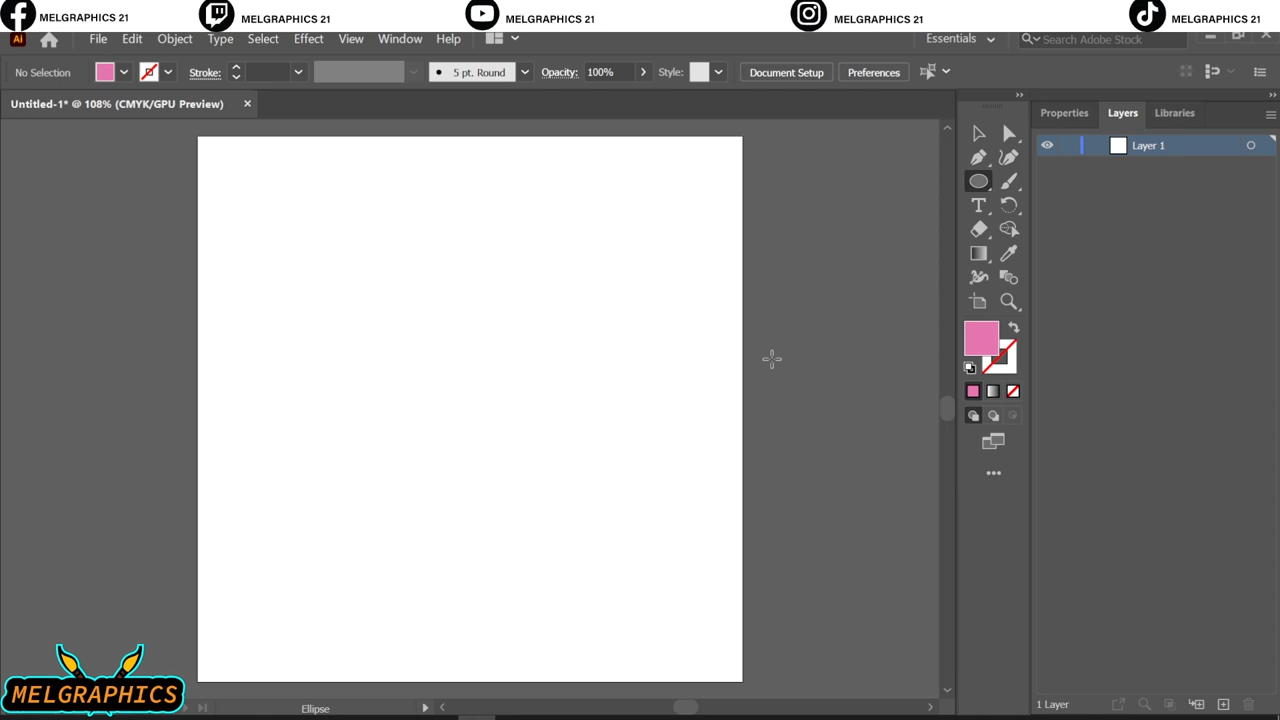 MELGRAPHICS 21
MELGRAPHICS 21
MELGRAPHICS 21
MELGRAPHICS 21
MELGRAPHICS 21
Ai File Edit Object Type Select Effect View Window Help Essentials Search Adobe Stock
No Selection Stroke: 5 pt. Round Opacity: 100% Style: Document Setup Preferences
Untitled-1* @ 108% (CMYK/GPU Preview)
Properties Layers Libraries
Layer 1
MELGRAPHICS
Ellipse
1 Layer